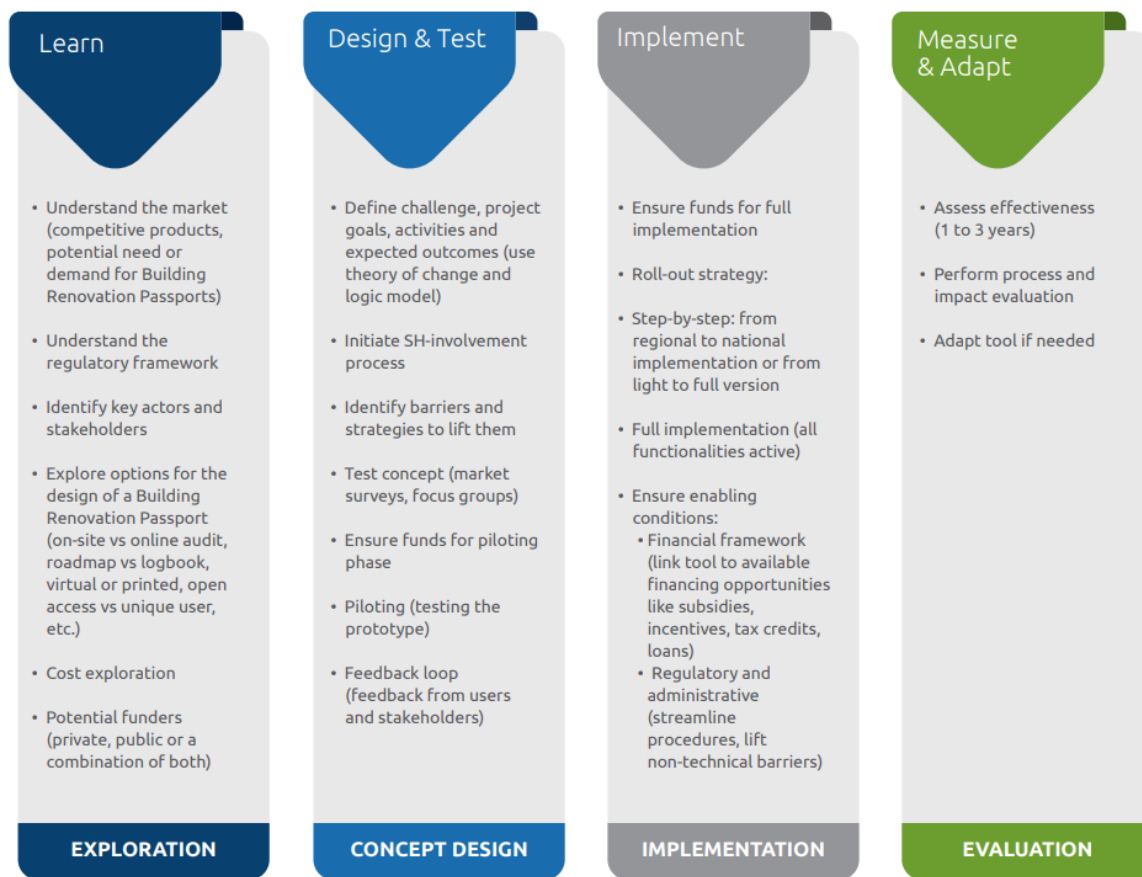 Learn
• Understand the market
(competitive products,
potential need or
demand for Building
Renovation Passports)
• Understand the
regulatory framework
• Identify key actors and
stakeholders
• Explore options for the
design of a Building
Renovation Passport
(on-site vs online audit,
roadmap vs logbook,
virtual or printed, open
access vs unique user,
etc.)
• Cost exploration
• Potential funders
(private, public or a
combination of both)
EXPLORATION
Design & Test
• Define challenge, project
goals, activities and
expected outcomes (use
theory of change and
logic model)
• Initiate SH-involvement
process
• Identify barriers and
strategies to lift them
• Test concept (market
surveys, focus groups)
• Ensure funds for piloting
phase
• Piloting (testing the
prototype)
• Feedback loop
(feedback from users
and stakeholders)
CONCEPT DESIGN
Implement
• Ensure funds for full
implementation
• Roll-out strategy:
• Step-by-step: from
regional to national
implementation or from
light to full version
• Full implementation (all
functionalities active)
• Ensure enabling
conditions:
• Financial framework
(link tool to available
financing opportunities
like subsidies,
incentives, tax credits,
loans)
• Regulatory and
administrative
(streamline
procedures, lift
non-technical barriers)
IMPLEMENTATION
Measure
& Adapt
• Assess effectiveness
(1 to 3 years)
• Perform process and
impact evaluation
• Adapt tool if needed
EVALUATION